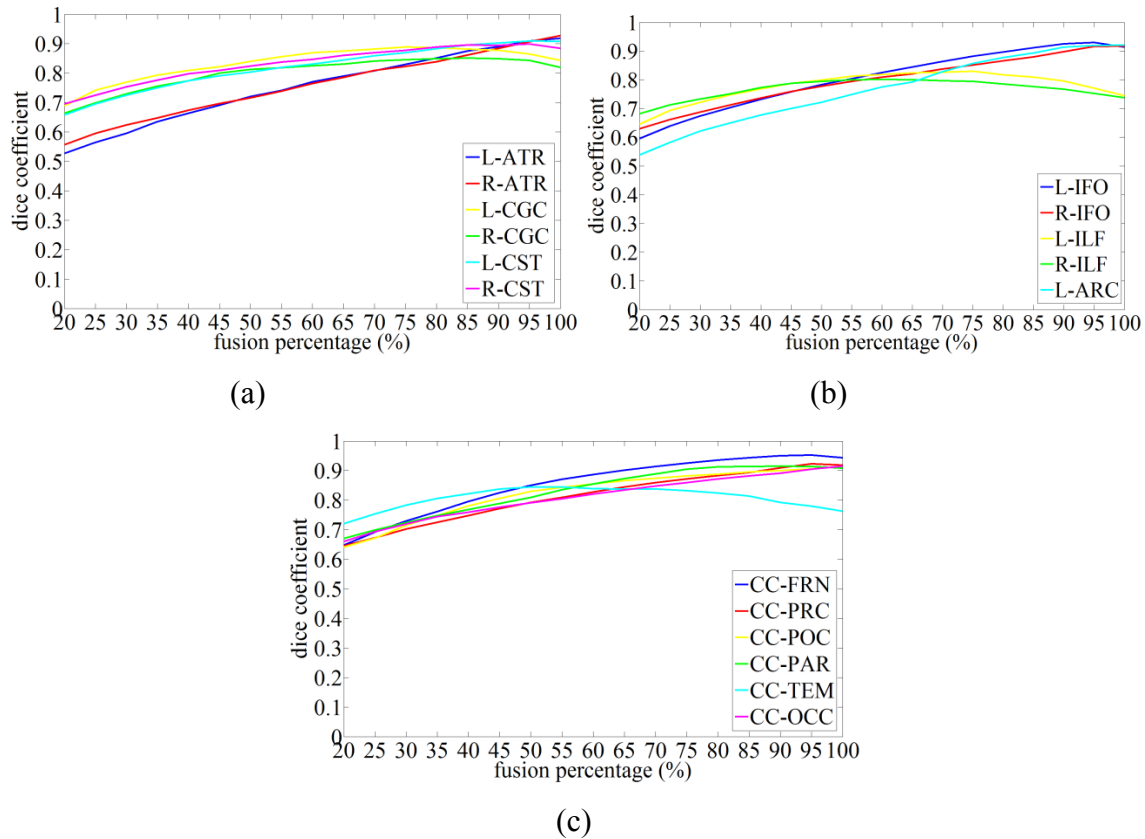 1
0.9
0.8
0.7
0.6
0.5
0.4
0.3
0.2
0.1
0
dice coefficient
L-ATR
R-ATR
L-CGC
R-CGC
L-CST
R-CST
20 25 30 35 40 45 50 55 60 65 70 75 80 85 90 95 100
fusion percentage (%)
(a)
1
0.9
0.8
0.7
0.6
0.5
0.4
0.3
0.2
0.1
0
dice coefficient
L-IFO
R-IFO
L-ILF
R-ILF
L-ARC
20 25 30 35 40 45 50 55 60 65 70 75 80 85 90 95 100
fusion percentage (%)
(b)
1
0.9
0.8
0.7
0.6
0.5
0.4
0.3
0.2
0.1
0
dice coefficient
CC-FRN
CC-PRC
CC-POC
CC-PAR
CC-TEM
CC-OCC
20 25 30 35 40 45 50 55 60 65 70 75 80 85 90 95 100
fusion percentage (%)
(c)